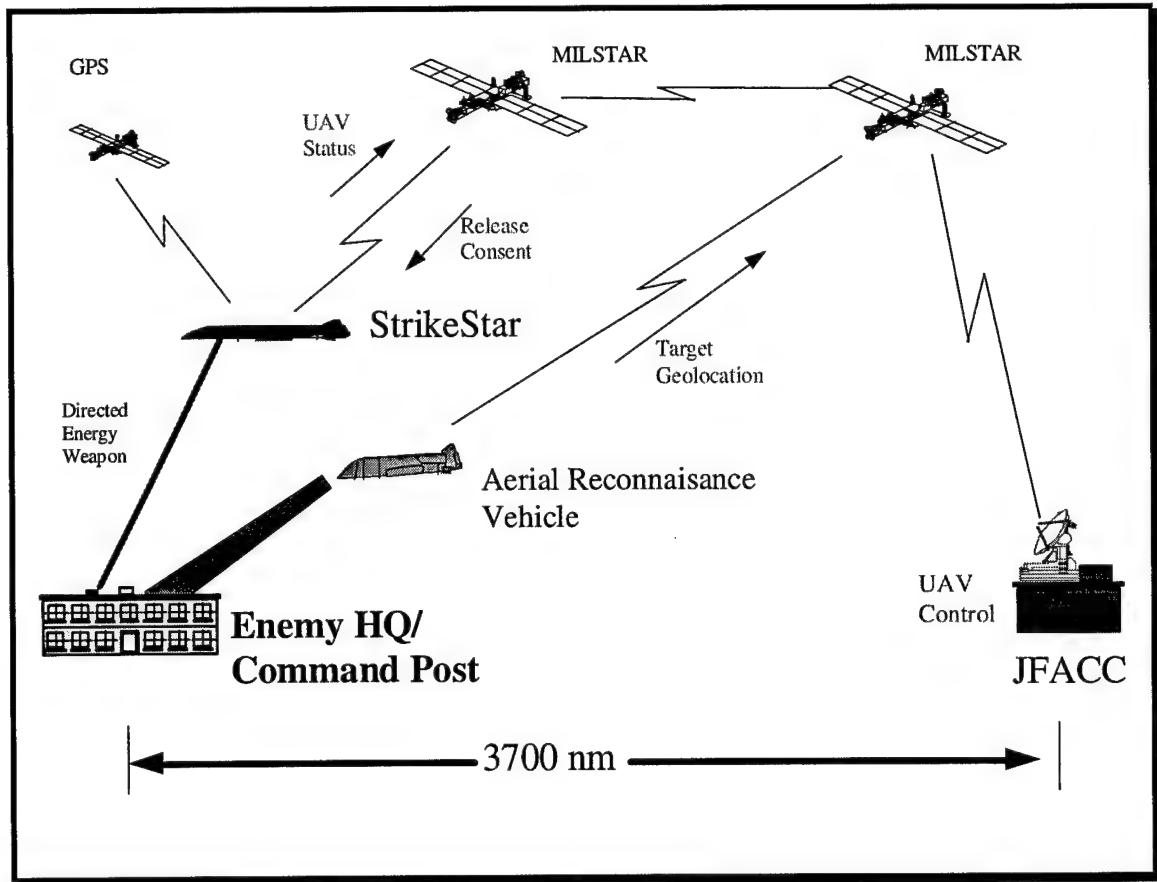 GPS
MILSTAR
MILSTAR
UAV
Status
Release
Consent
StrikeStar
Target
Geolocation
Directed
Energy
Weapon
Aerial Reconnaisance
Vehicle
Enemy HQ/
Command Post
UAV
Control
JFACC
3700 nm